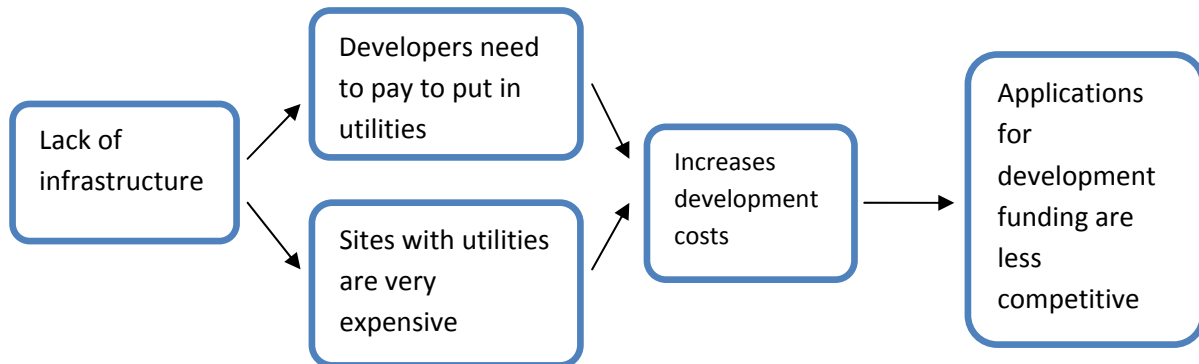 Lack of
infrastructure
Developers need
to pay to put in
utilities
Sites with utilities
are very
expensive
Increases
development
costs
Applications
for
development
funding are
less
competitive